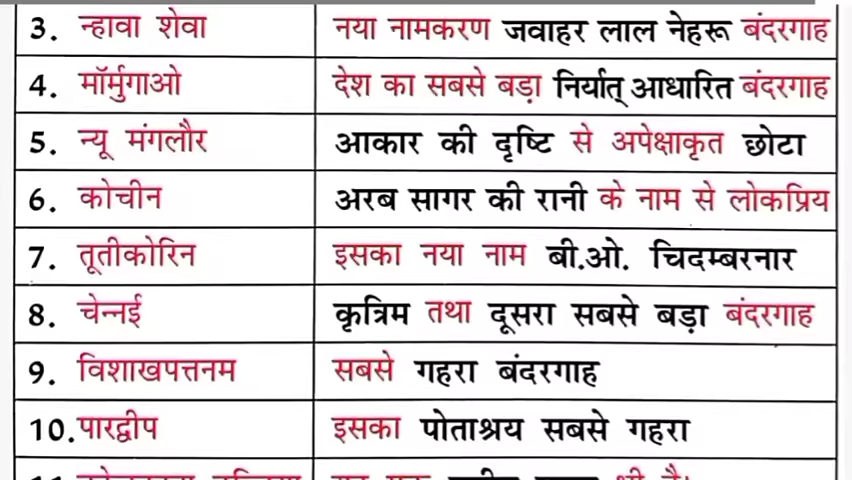 3. न्हावा शेवा नया नामकरण जवाहर लाल नेहरू बंदरगाह
4. मॉर्मुगाओ देश का सबसे बड़ा निर्यात् आधारित बंदरगाह
5. न्यू मंगलौर आकार की दृष्टि से अपेक्षाकृत छोटा
6. कोचीन अरब सागर की रानी के नाम से लोकप्रिय
7. तूतीकोरिन इसका नया नाम बी.ओ. चिदम्बरनार
8. चेन्नई कृत्रिम तथा दूसरा सबसे बड़ा बंदरगाह
9. विशाखपत्तनम सबसे गहरा बंदरगाह
10. पारद्वीप इसका पोताश्रय सबसे गहरा